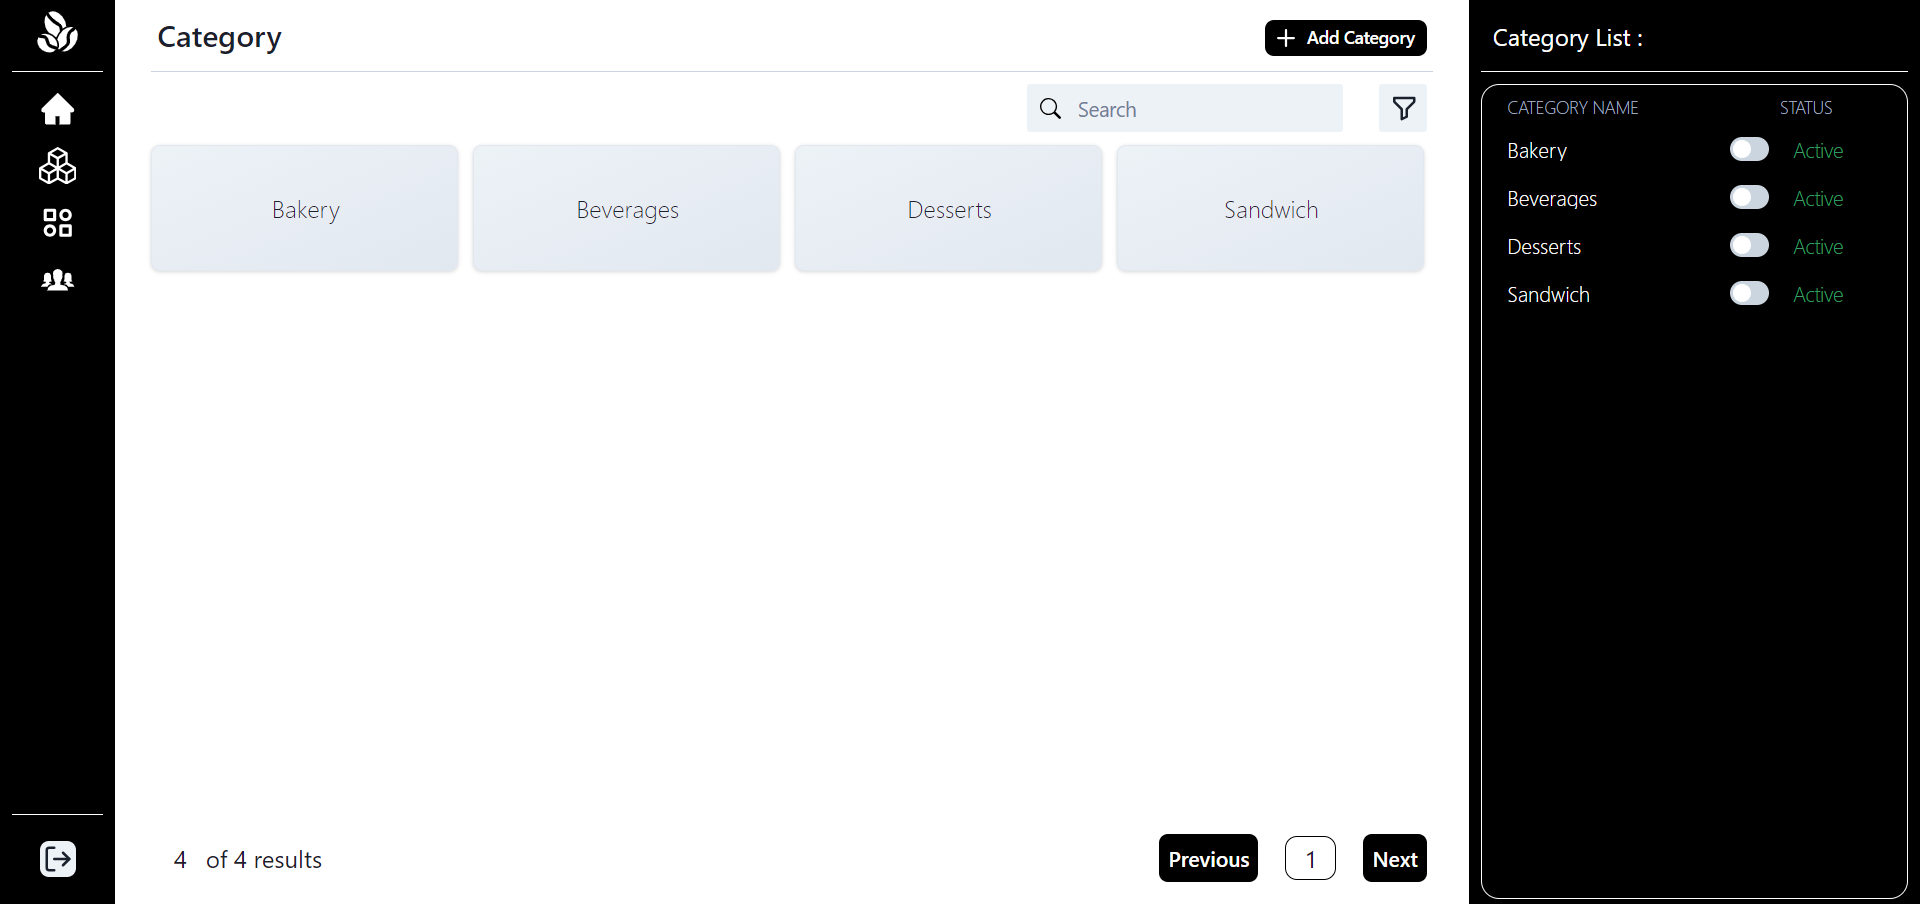 Category
Add Category
Search
Bakery
Beverages
Desserts
Sandwich
4 of 4 results
Previous
1
Next
Category List :
CATEGORY NAME STATUS
Bakery Active
Beverages Active
Desserts Active
Sandwich Active